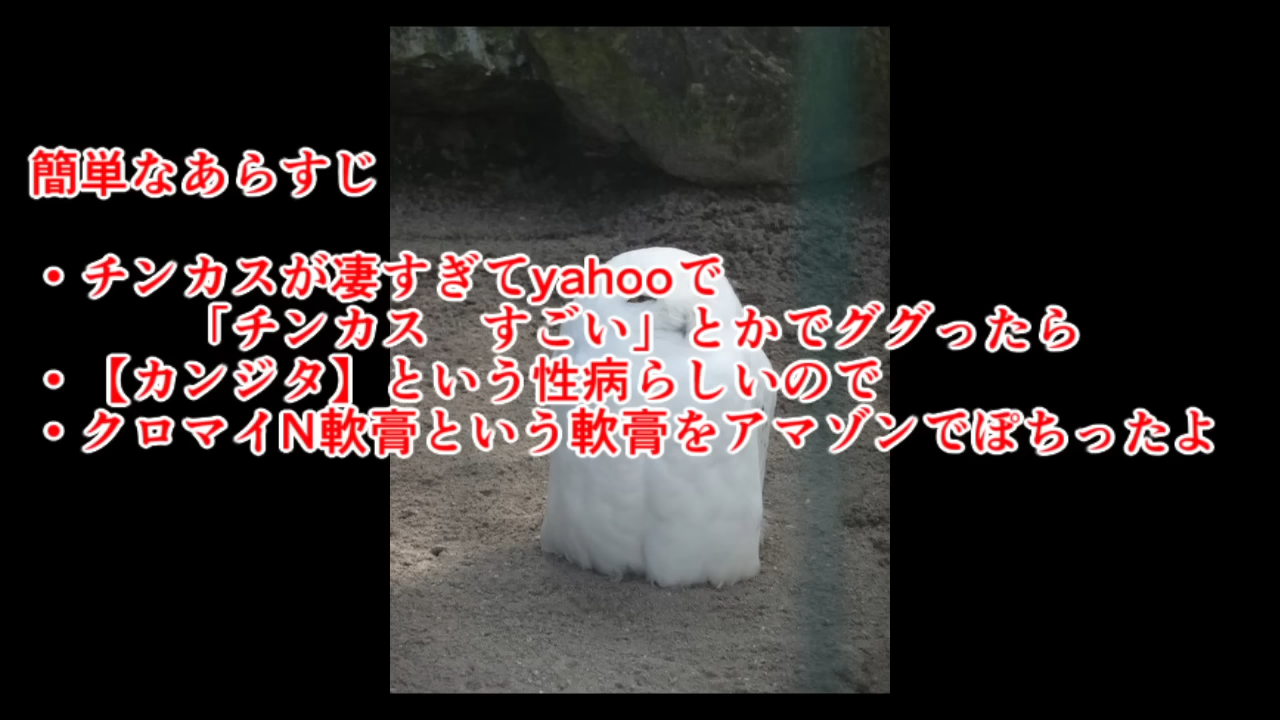 簡単なあらすじ
・チンカスが凄すぎてyahooで
「チンカス　すごい」とかでググったら
・【カンジタ】という性病らしいので
・クロマイN軟膏という軟膏をアマゾンでぽちったよ